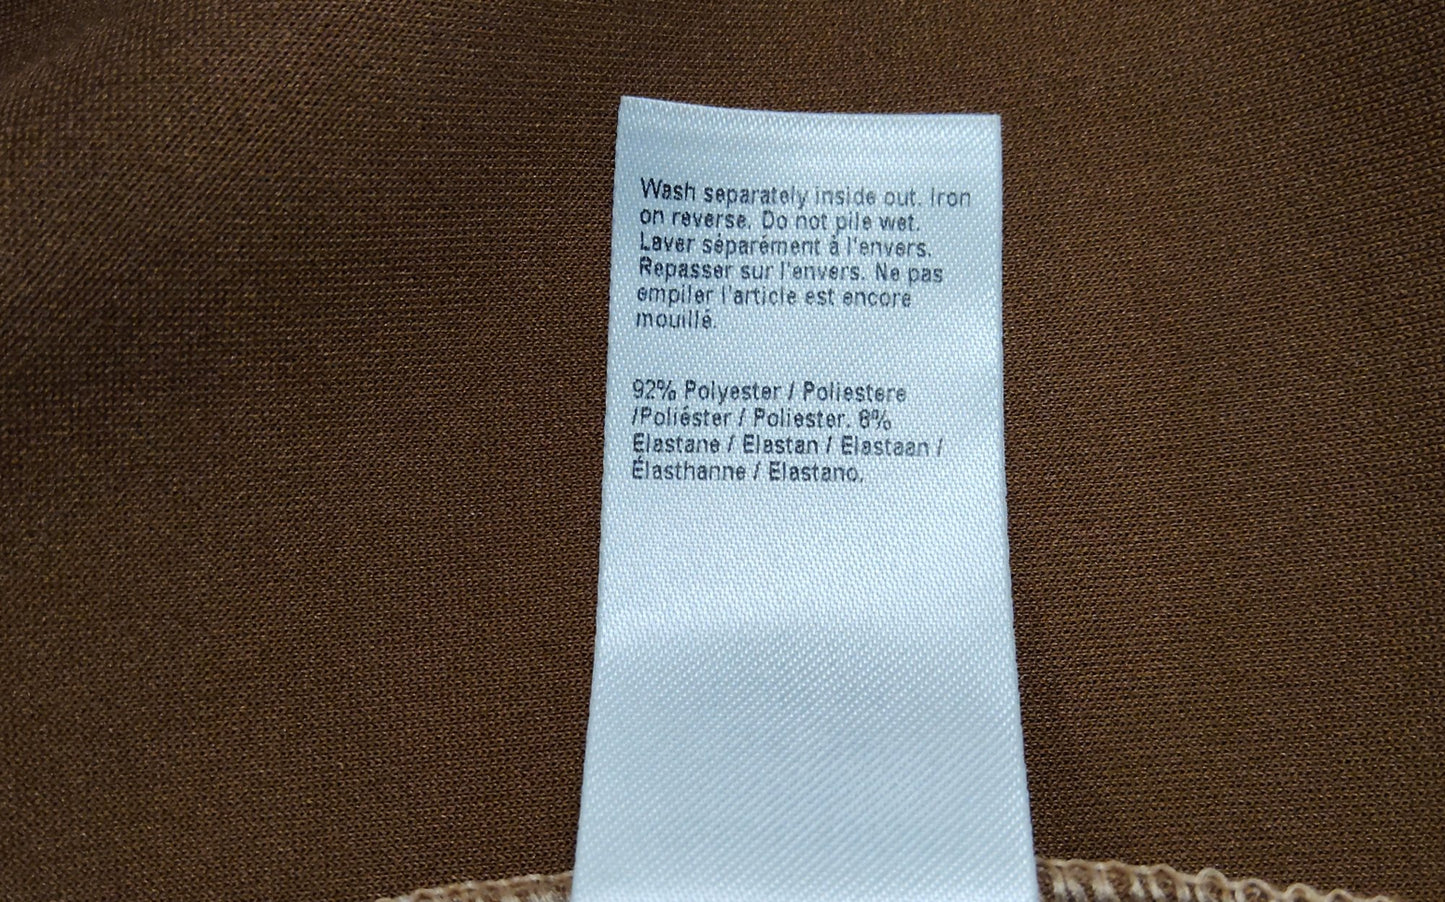 Wash separately inside out. Iron
on reverse. Do not pile wet.
Laver séparément à l'envers.
Repasser sur l'envers. Ne pas
empiler l'article est encore
mouillé.
92% Polyester / Poliestere
/Poliéster / Poliester. 8%
Elastane / Elastan / Elastaan /
Élasthanne / Elastano.